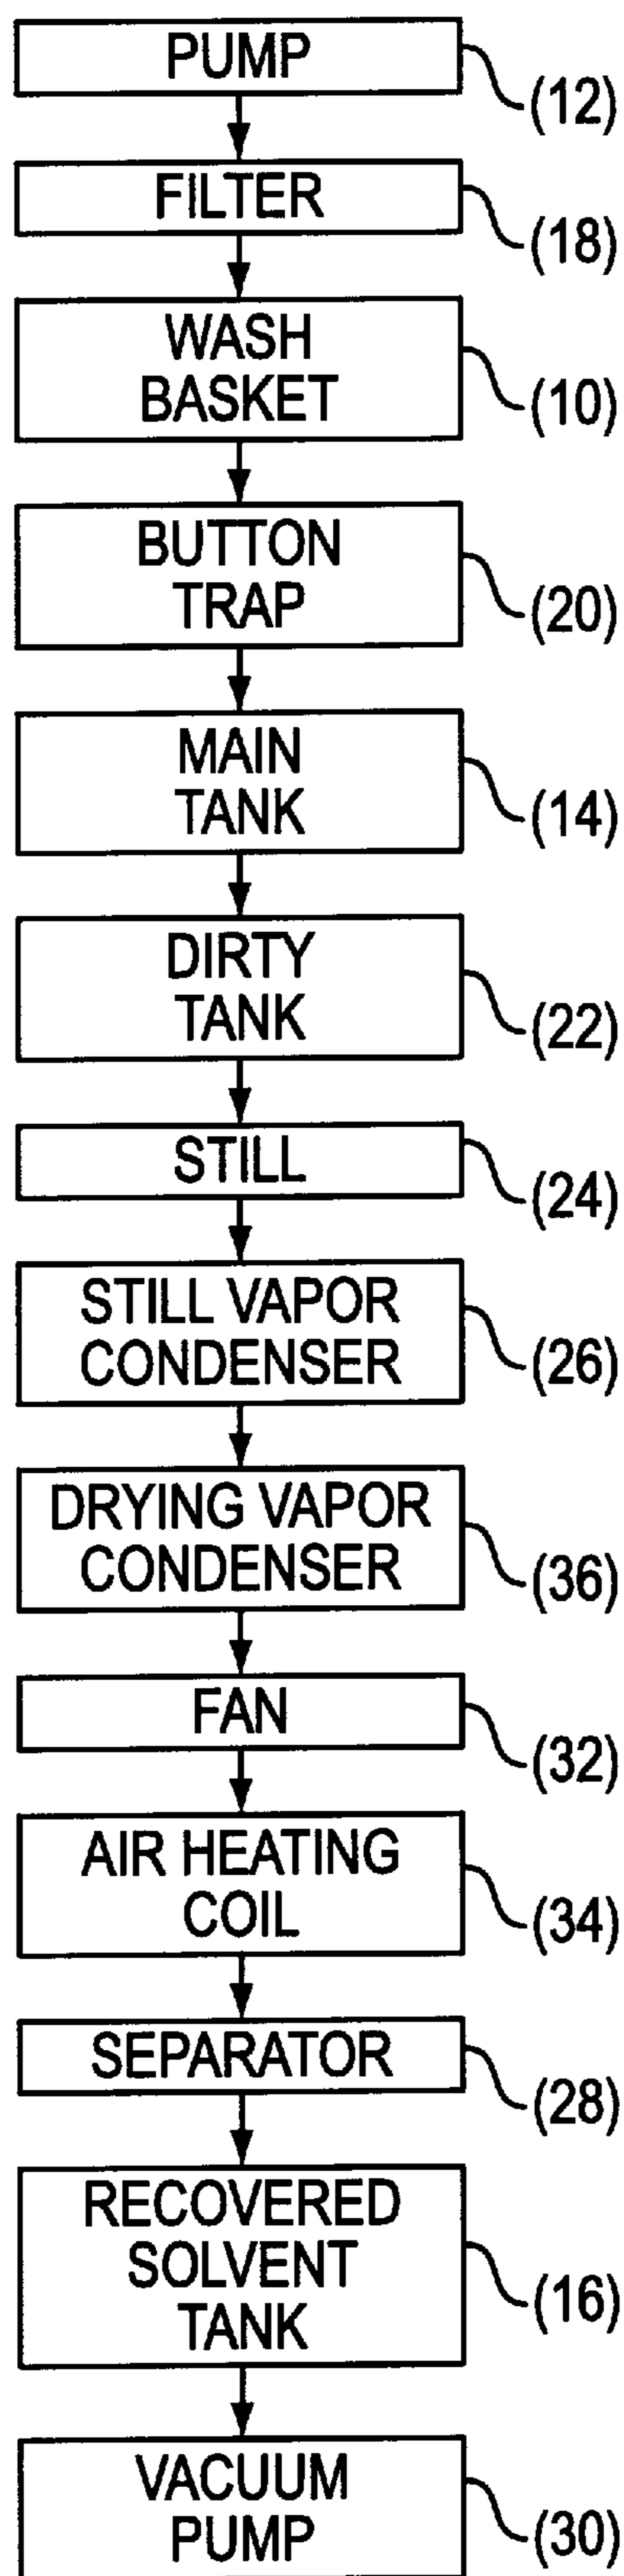 PUMP
(12)
FILTER
(18)
WASH
BASKET
(10)
BUTTON
TRAP
(20)
MAIN
TANK
(14)
DIRTY
TANK
(22)
STILL
(24)
STILL VAPOR
CONDENSER
(26)
DRYING VAPOR
CONDENSER
(36)
FAN
(32)
AIR HEATING
COIL
(34)
SEPARATOR
(28)
RECOVERED
SOLVENT
TANK
(16)
VACUUM
PUMP
(30)